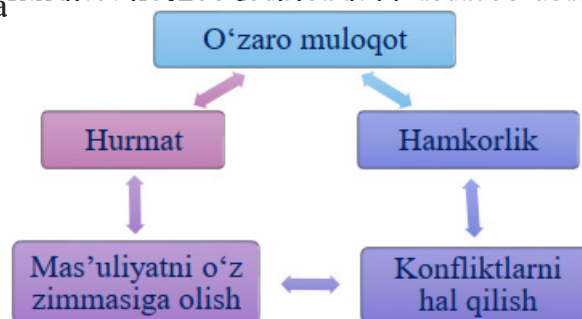 a
O‘zaro muloqot
Hurmat
Hamkorlik
Mas’uliyatni o‘z
zimmasiga olish
Konfliktlarni
hal qilish